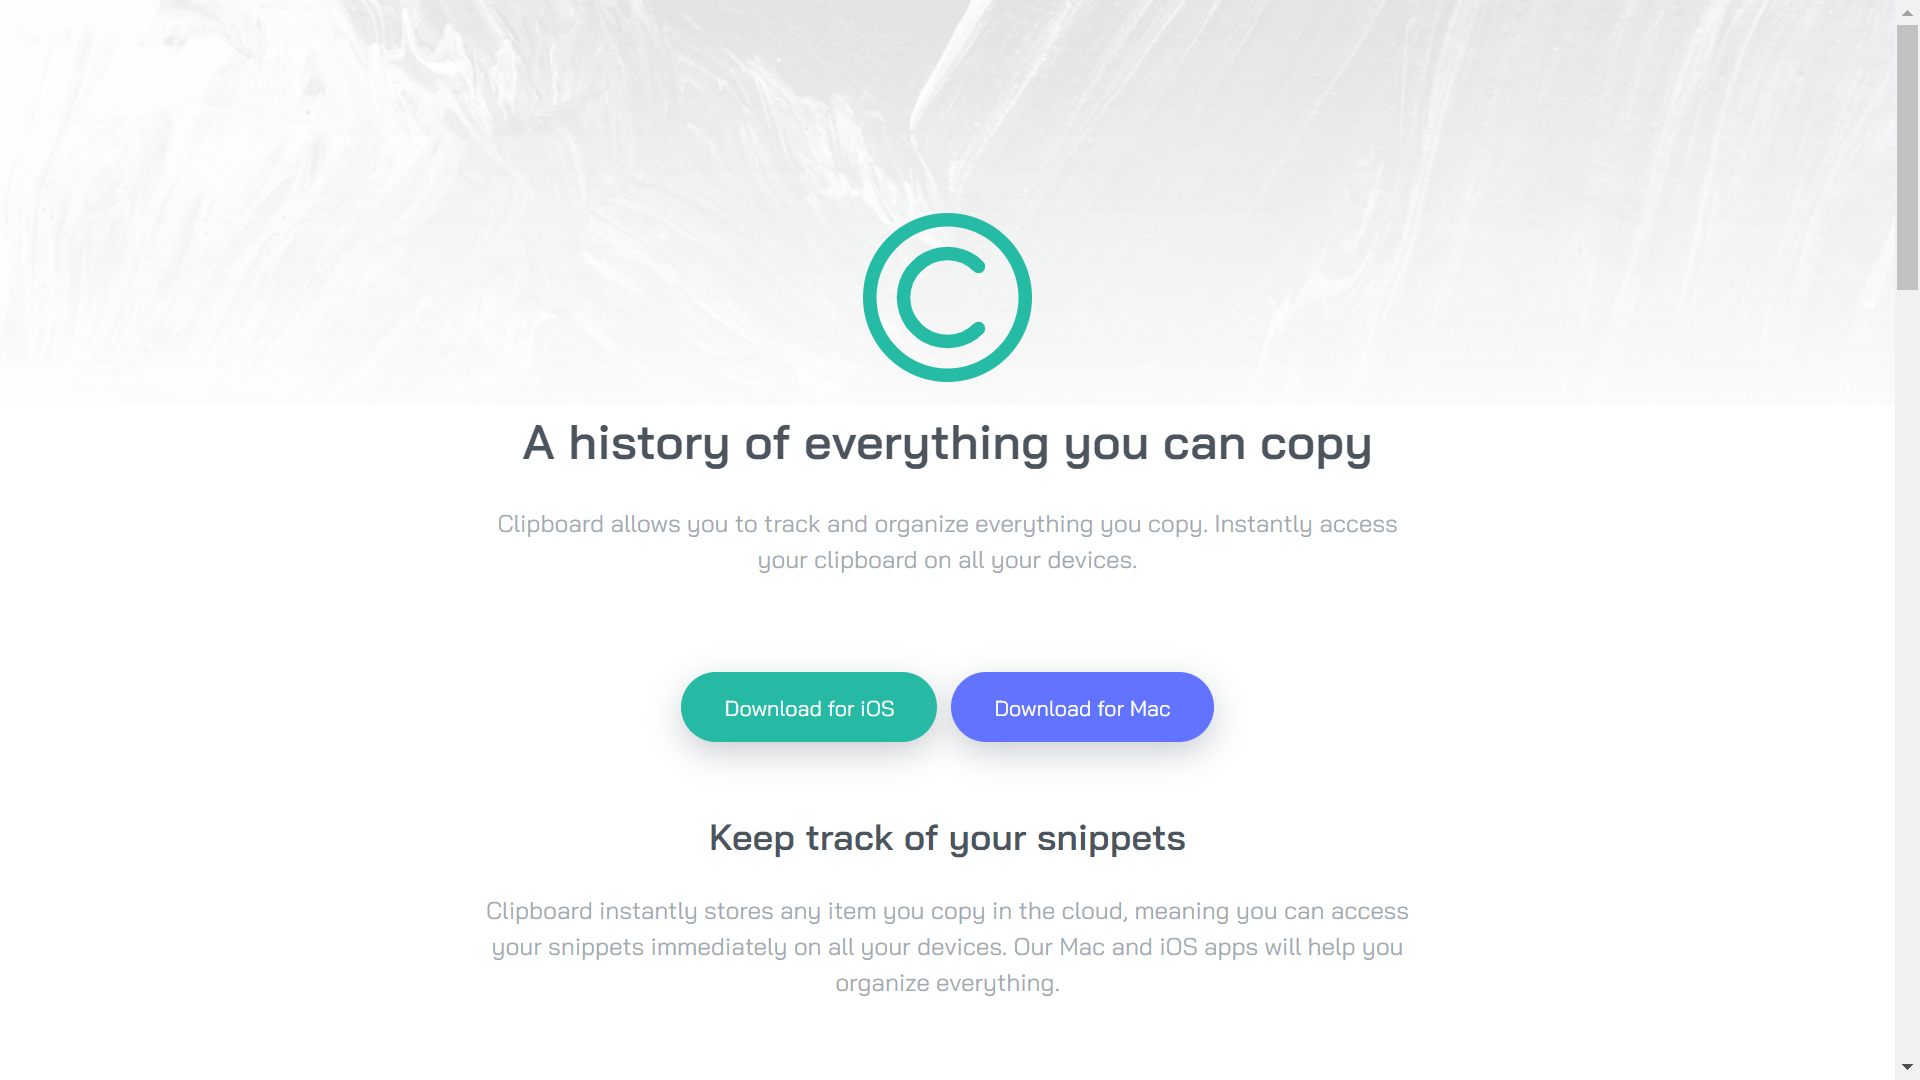 A history of everything you can copy
Clipboard allows you to track and organize everything you copy. Instantly access
your clipboard on all your devices.
Download for iOS
Download for Mac
Keep track of your snippets
Clipboard instantly stores any item you copy in the cloud, meaning you can access
your snippets immediately on all your devices. Our Mac and iOS apps will help you
organize everything.